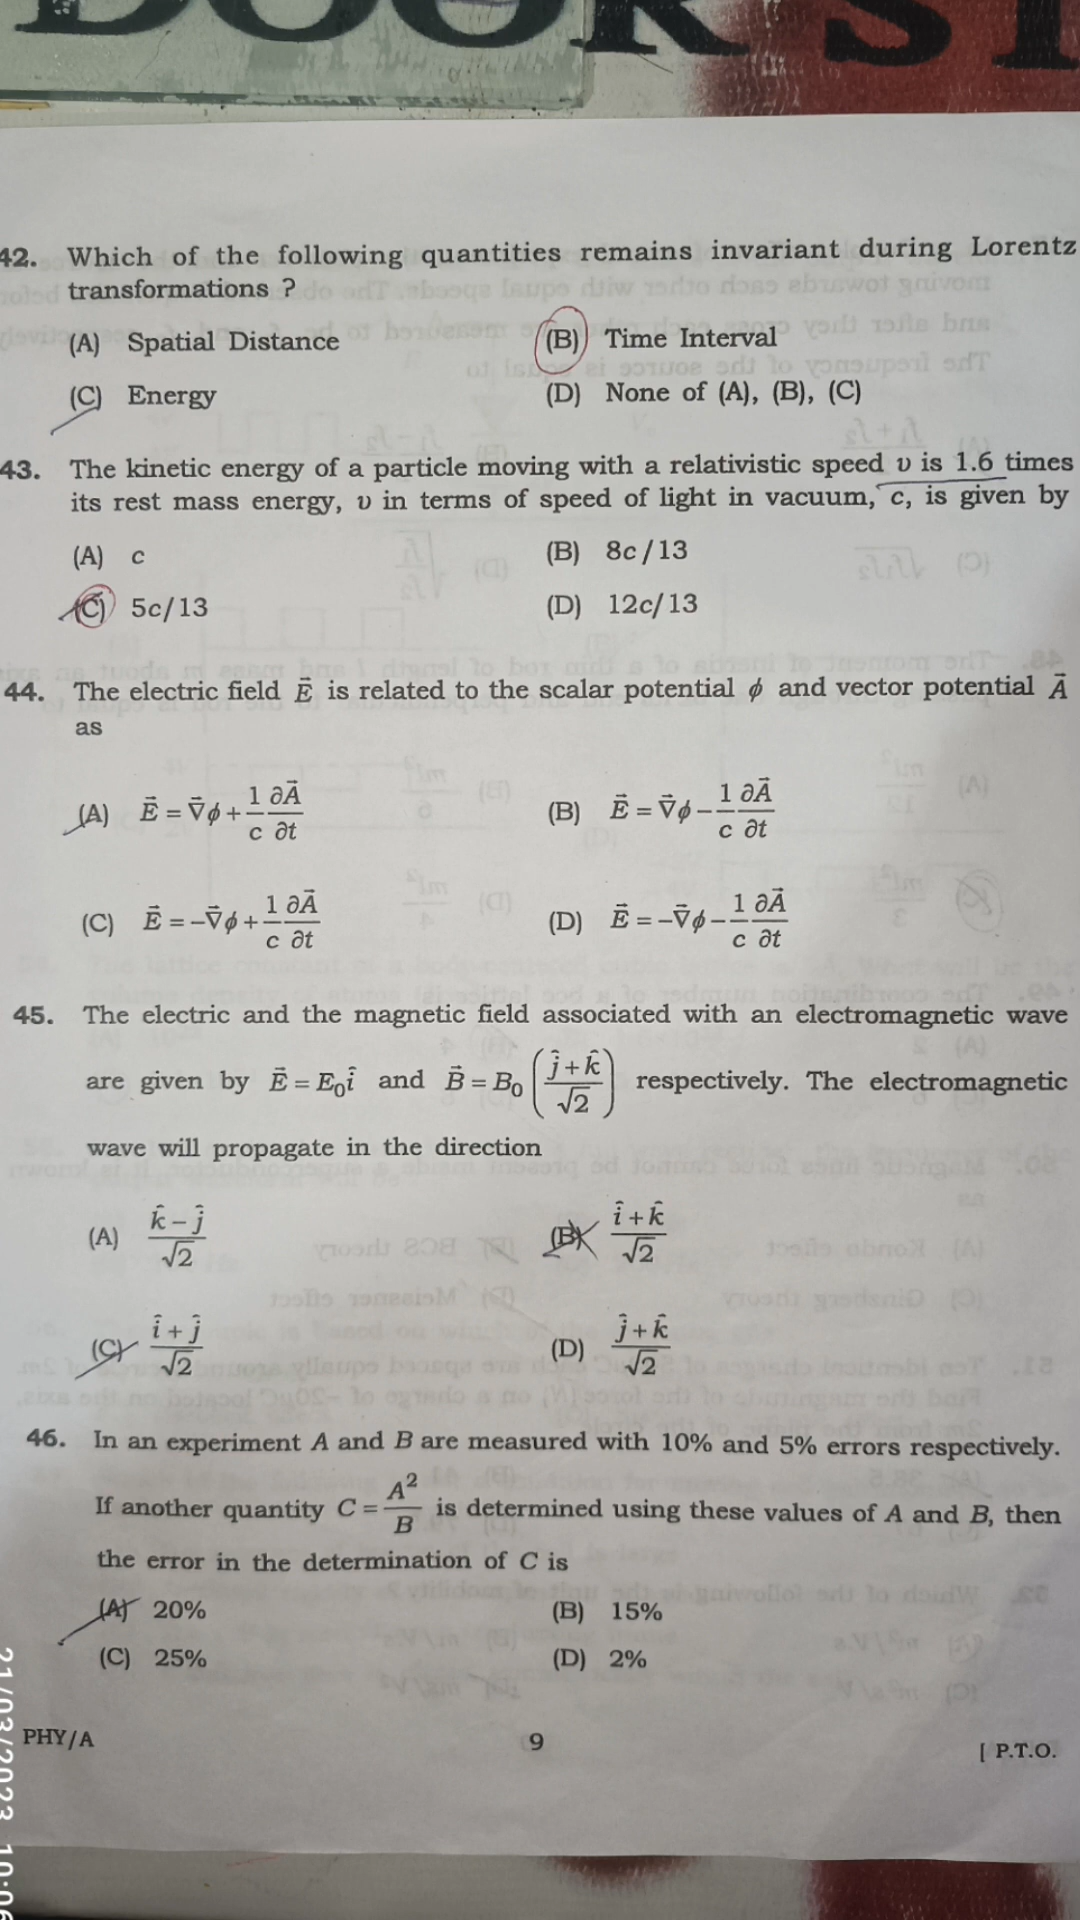 BOOK ST
42. Which of the following quantities remains invariant during Lorentz
transformations ?
(A) Spatial Distance (B) Time Interval
(C) Energy (D) None of (A), (B), (C)
43. The kinetic energy of a particle moving with a relativistic speed υ is 1.6 times
its rest mass energy, υ in terms of speed of light in vacuum, c, is given by
(A) c (B) 8c/13
(C) 5c/13 (D) 12c/13
44. The electric field E⃗ is related to the scalar potential ϕ and vector potential A⃗
as
(A) E⃗ = ∇⃗ϕ + (1/c) ∂A⃗/∂t (B) E⃗ = ∇⃗ϕ − (1/c) ∂A⃗/∂t
(C) E⃗ = −∇⃗ϕ + (1/c) ∂A⃗/∂t (D) E⃗ = −∇⃗ϕ − (1/c) ∂A⃗/∂t
45. The electric and the magnetic field associated with an electromagnetic wave
are given by E⃗ = E₀î and B⃗ = B₀ ((ĵ + k̂)/√2) respectively. The electromagnetic
wave will propagate in the direction
(A) (k̂ − ĵ)/√2 (B) (î + k̂)/√2
(C) (î + ĵ)/√2 (D) (ĵ + k̂)/√2
46. In an experiment A and B are measured with 10% and 5% errors respectively.
If another quantity C = A²/B is determined using these values of A and B, then
the error in the determination of C is
(A) 20% (B) 15%
(C) 25% (D) 2%
PHY/A 9 [ P.T.O.
21/03/2023 10:06